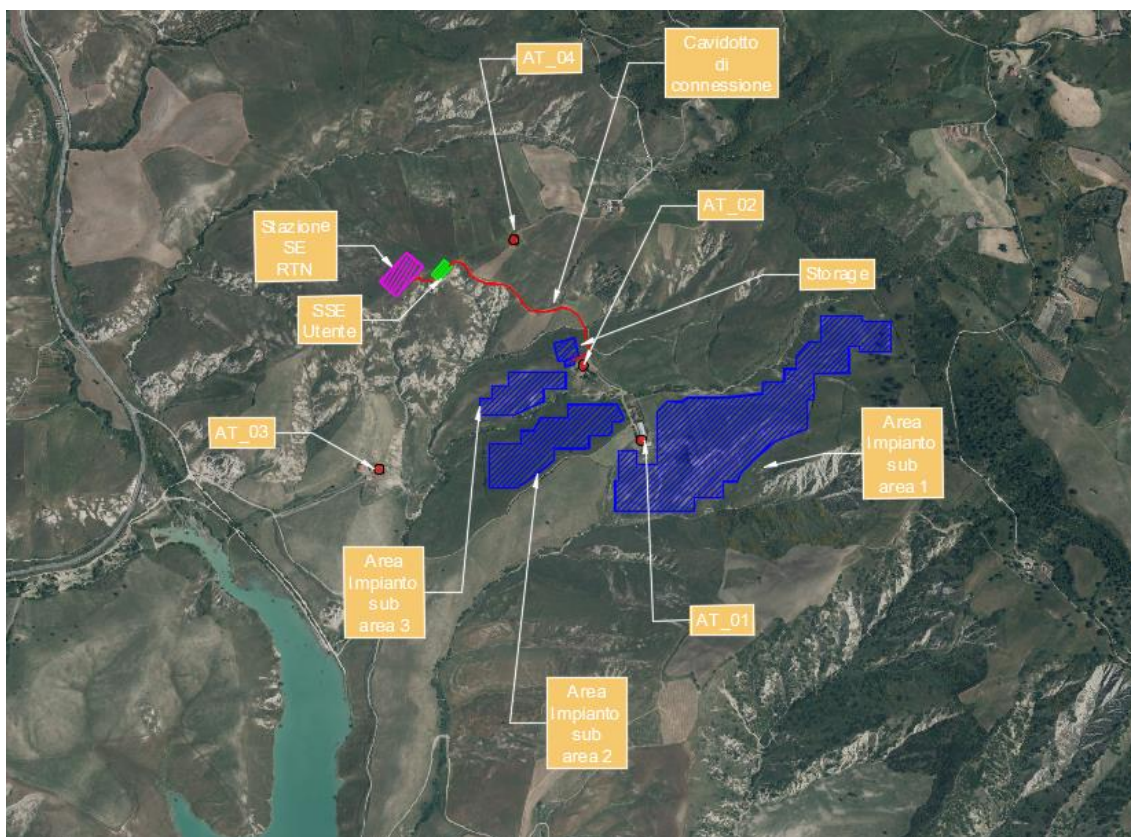 AT_04
Cavidotto
di
connessione
AT_02
Stazione
SE
RTN
Storage
SSE
Utente
AT_03
Area
Impianto
sub
area 1
Area
Impianto
sub
area 3
AT_01
Area
Impianto
sub
area 2